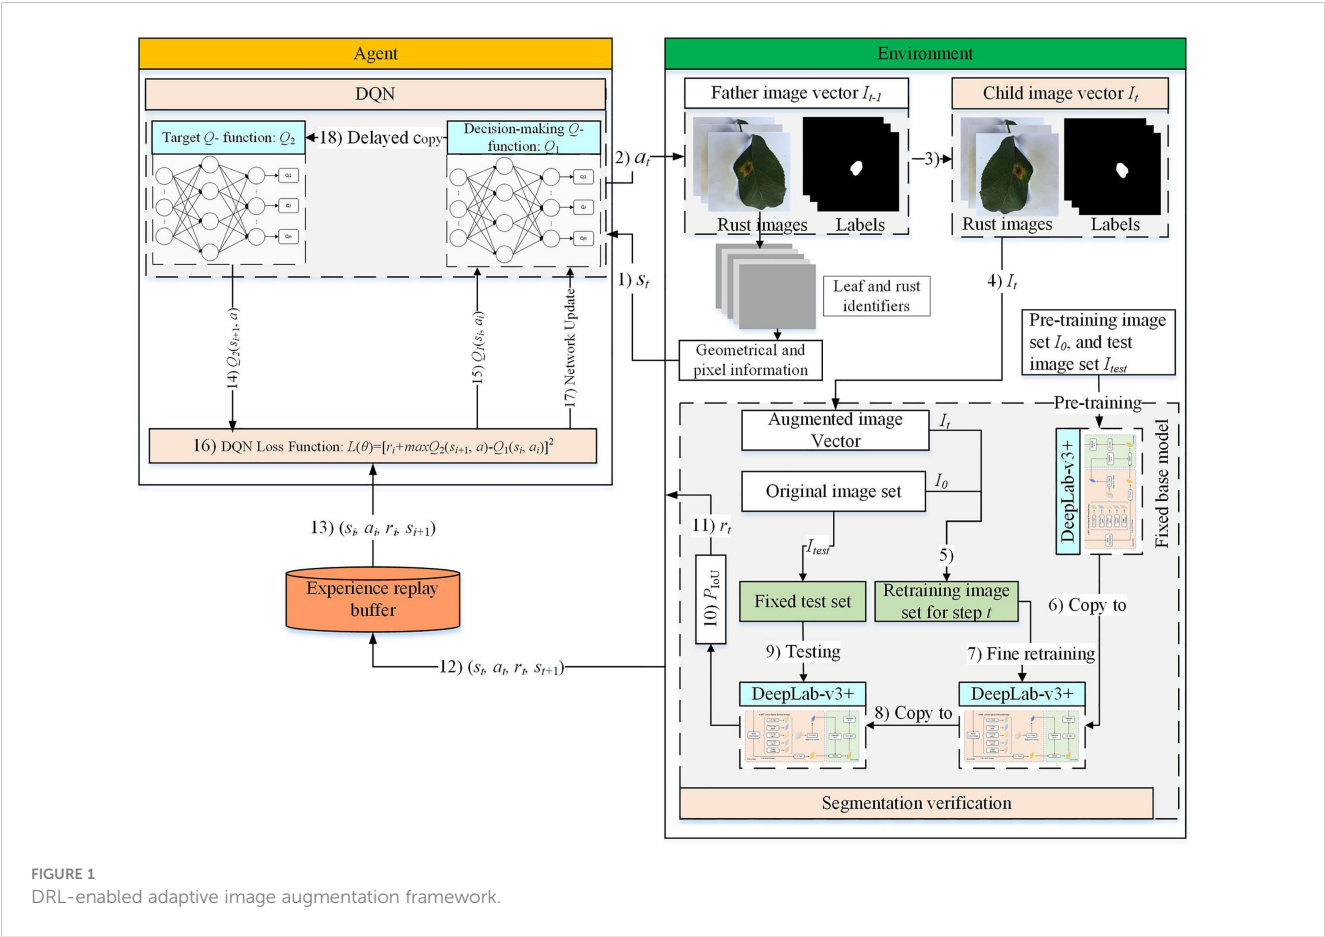 Agent
DQN
Target Q- function: Q2
18) Delayed copy
Decision-making Q-
function: Q1
14) Q2(si+1, a)
15) Q1(si, ai)
17) Network Update
16) DQN Loss Function: L(θ)=[ri+maxQ2(si+1, a)-Q1(si, ai)]2
13) (si, ai, ri, si+1)
Experience replay
buffer
12) (st, at, rt, st+1)
2) at
1) st
Environment
Father image vector It-1
Rust images
Labels
3)
Child image vector It
Rust images
Labels
Leaf and rust
identifiers
Geometrical and
pixel information
4) It
Pre-training image
set I0, and test
image set Itest
Pre-training
DeepLab-v3+
Fixed base model
Augmented image
Vector
It
Original image set
I0
Itest
5)
Fixed test set
Retraining image
set for step t
6) Copy to
7) Fine retraining
DeepLab-v3+
8) Copy to
9) Testing
DeepLab-v3+
10) PIoU
11) rt
Segmentation verification
FIGURE 1
DRL-enabled adaptive image augmentation framework.